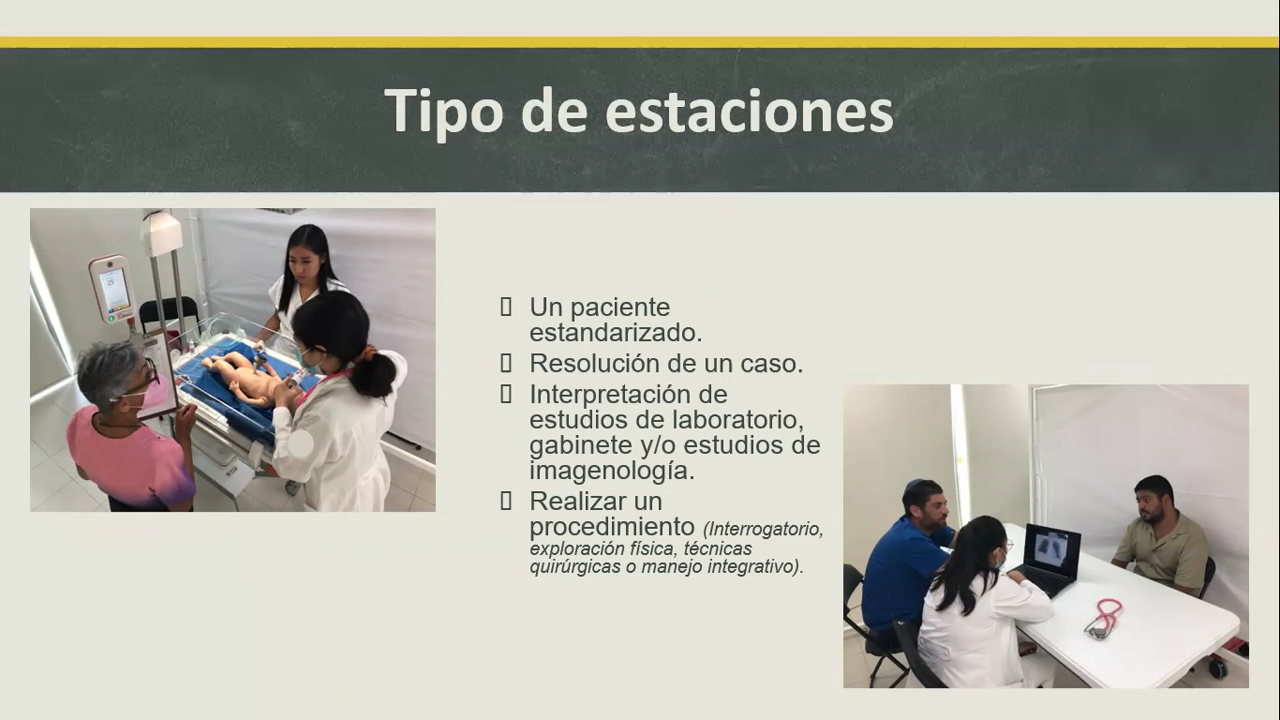 Tipo de estaciones
Un paciente
estandarizado.
Resolución de un caso.
Interpretación de
estudios de laboratorio,
gabinete y/o estudios de
imagenología.
Realizar un
procedimiento (Interrogatorio,
exploración física, técnicas
quirúrgicas o manejo integrativo).